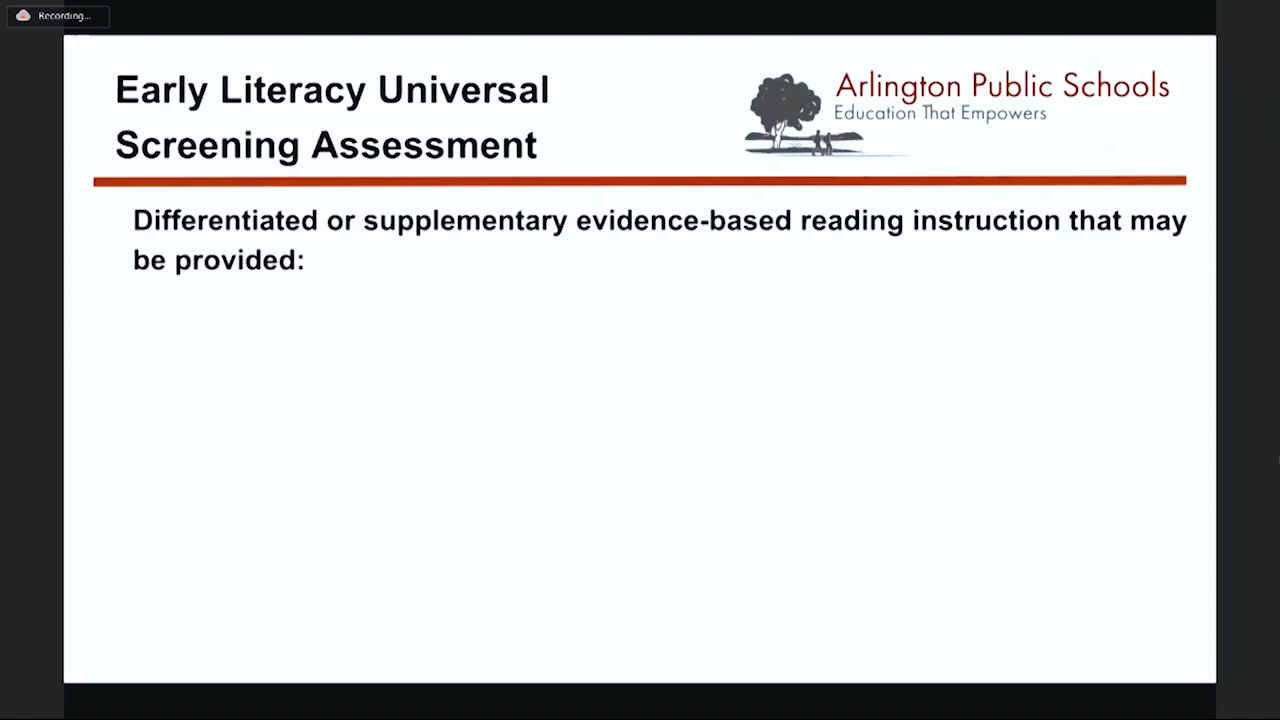 Recording...
Early Literacy Universal
Screening Assessment
Arlington Public Schools
Education That Empowers
Differentiated or supplementary evidence-based reading instruction that may
be provided: